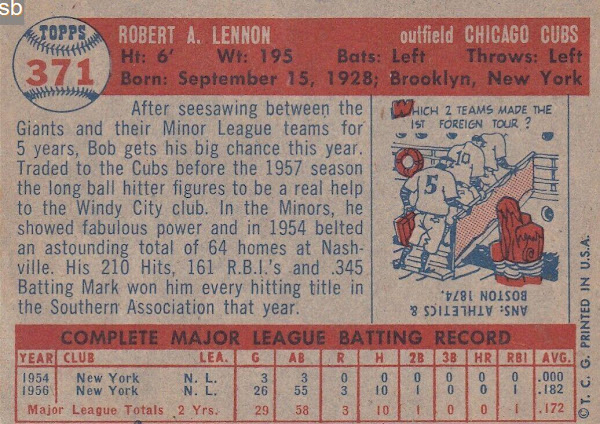 sb
TOPPS
371
ROBERT A. LENNON outfield CHICAGO CUBS
Ht: 6' Wt: 195 Bats: Left Throws: Left
Born: September 15, 1928; Brooklyn, New York
After seesawing between the
Giants and their Minor League teams for
5 years, Bob gets his big chance this year.
Traded to the Cubs before the 1957 season
the long ball hitter figures to be a real help
to the Windy City club. In the Minors, he
showed fabulous power and in 1954 belted
an astounding total of 64 homes at Nash-
ville. His 210 Hits, 161 R.B.I.'s and .345
Batting Mark won him every hitting title in
the Southern Association that year.
WHICH 2 TEAMS MADE THE
1ST FOREIGN TOUR?
10
5
ANS: ATHLETICS &
BOSTON 1874.
COMPLETE MAJOR LEAGUE BATTING RECORD
YEAR CLUB LEA. G AB R H 2B 3B HR RBI AVG.
1954 New York N. L. 3 3 0 0 0 0 0 0 .000
1956 New York N. L. 26 55 3 10 1 0 0 1 .182
Major League Totals 2 Yrs. 29 58 3 10 1 0 0 1 .172
© T. C. G. PRINTED IN U.S.A.